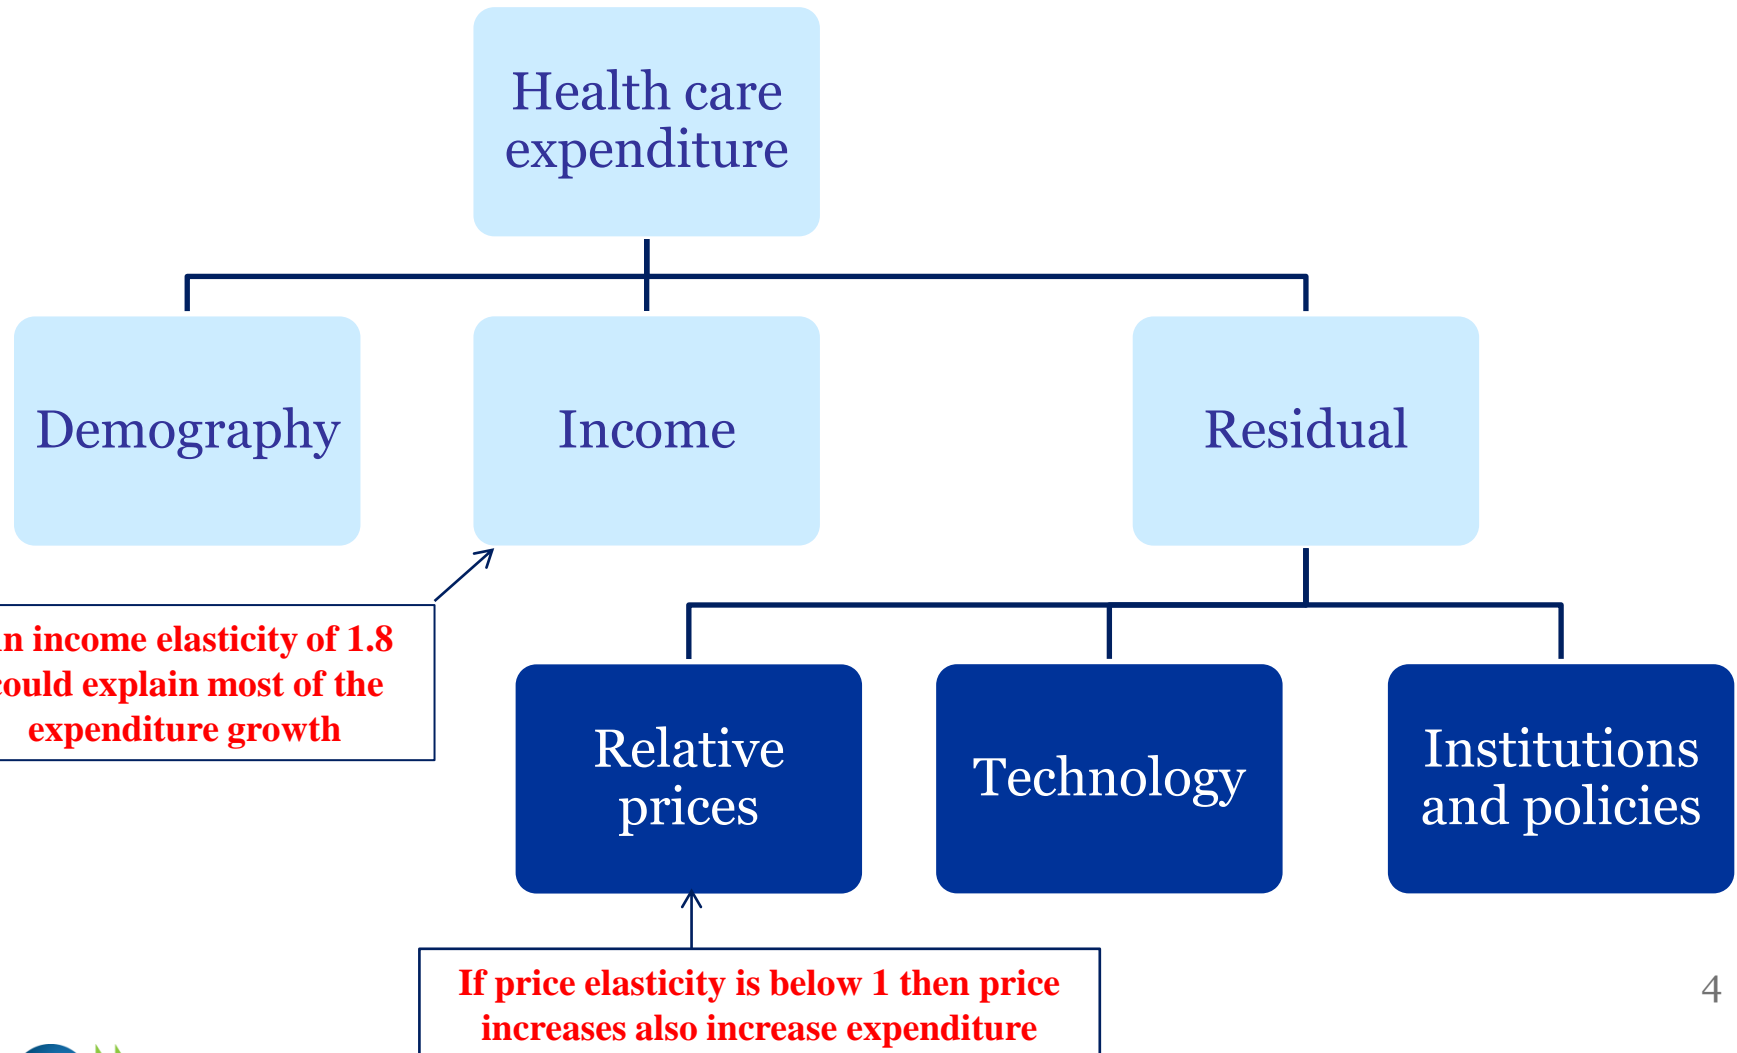 Health care
expenditure
Demography
Income
Residual
n income elasticity of 1.8
could explain most of the
expenditure growth
Relative
prices
Technology
Institutions
and policies
If price elasticity is below 1 then price
increases also increase expenditure
4